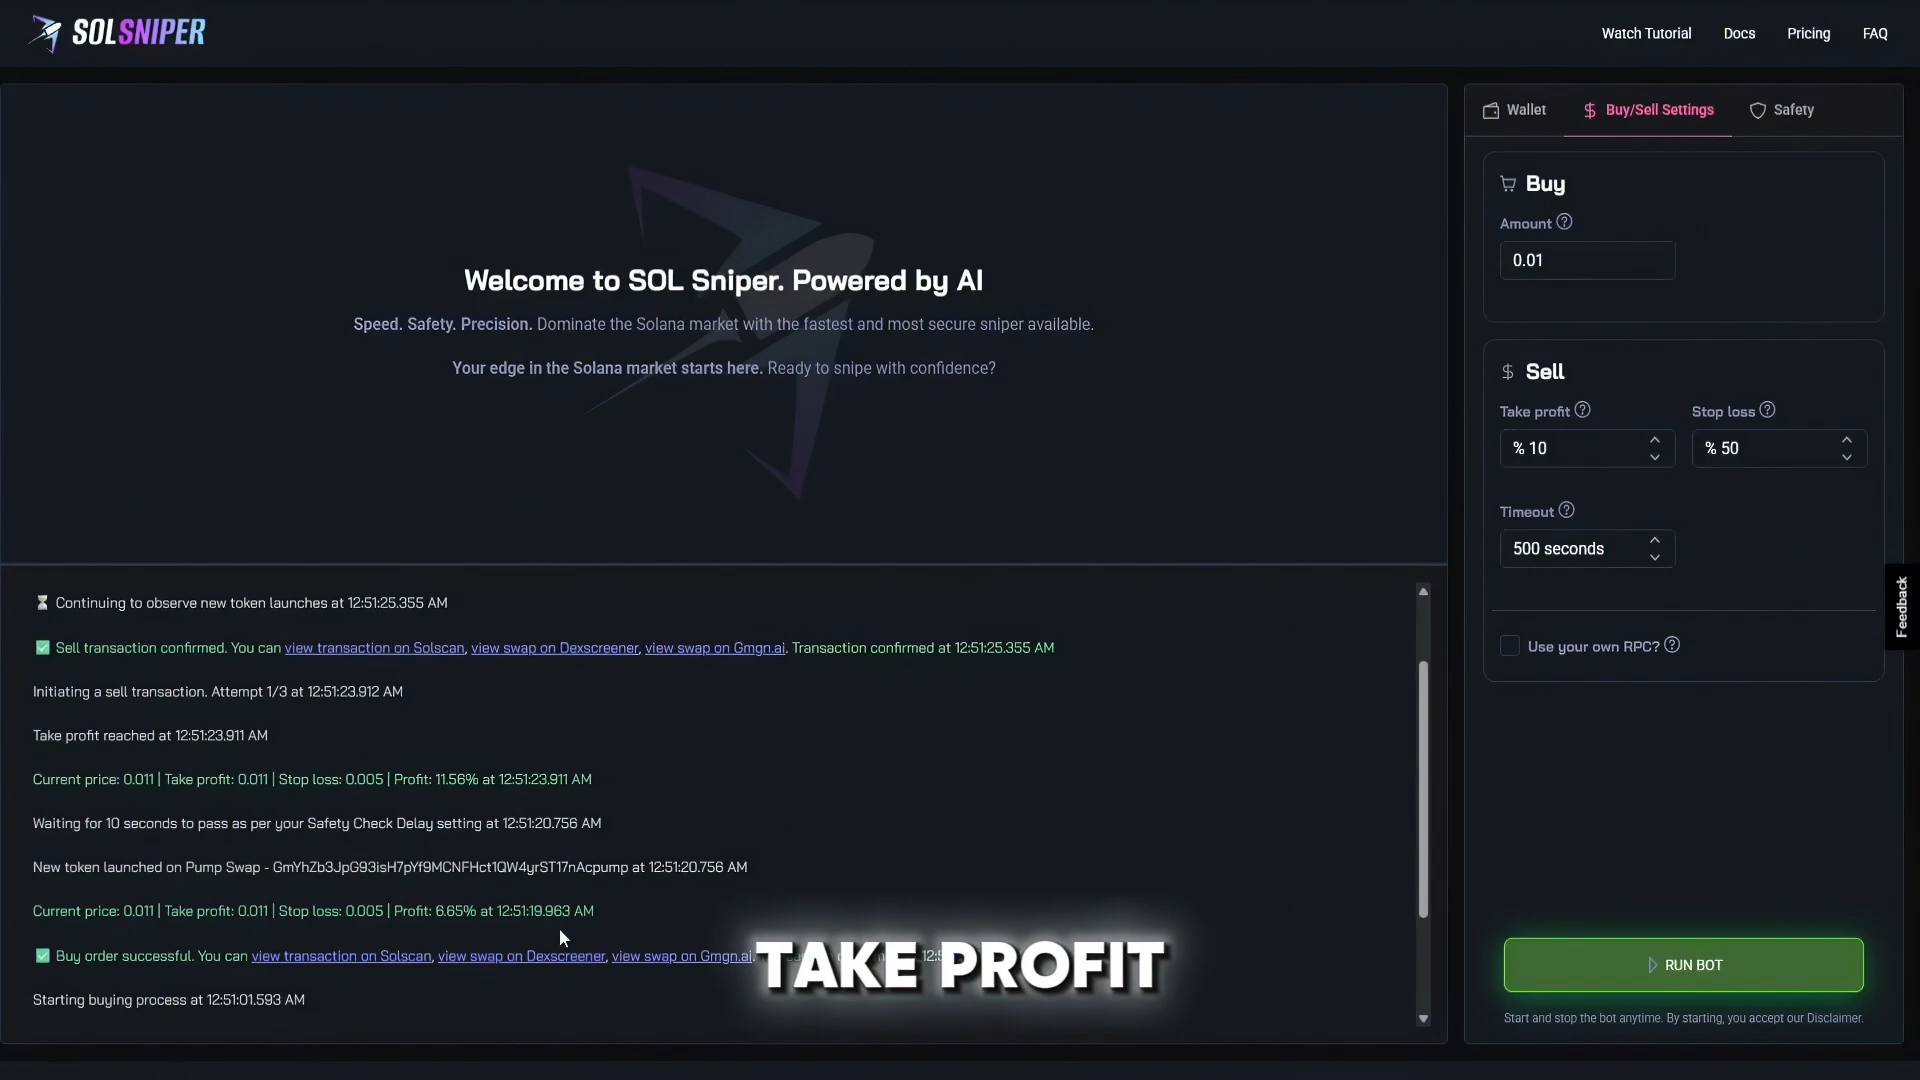 SOLSNIPER
Watch Tutorial Docs Pricing FAQ
Welcome to SOL Sniper. Powered by AI
Speed. Safety. Precision. Dominate the Solana market with the fastest and most secure sniper available.
Your edge in the Solana market starts here. Ready to snipe with confidence?
Wallet Buy/Sell Settings Safety
Buy
Amount
0.01
Sell
Take profit Stop loss
% 10 % 50
Timeout
500 seconds
Use your own RPC?
Feedback
Continuing to observe new token launches at 12:51:25.355 AM
Sell transaction confirmed. You can view transaction on Solscan, view swap on Dexscreener, view swap on Gmgn.ai. Transaction confirmed at 12:51:25.355 AM
Initiating a sell transaction. Attempt 1/3 at 12:51:23.912 AM
Take profit reached at 12:51:23.911 AM
Current price: 0.011 | Take profit: 0.011 | Stop loss: 0.005 | Profit: 11.56% at 12:51:23.911 AM
Waiting for 10 seconds to pass as per your Safety Check Delay setting at 12:51:20.756 AM
New token launched on Pump Swap - GmYhZb3JpG93isH7pYf9MCNFHct1QW4yrST17nAcpump at 12:51:20.756 AM
Current price: 0.011 | Take profit: 0.011 | Stop loss: 0.005 | Profit: 6.65% at 12:51:19.963 AM
Buy order successful. You can view transaction on Solscan, view swap on Dexscreener, view swap on Gmgn.ai.
TAKE PROFIT
Starting buying process at 12:51:01.593 AM
RUN BOT
Start and stop the bot anytime. By starting, you accept our Disclaimer.